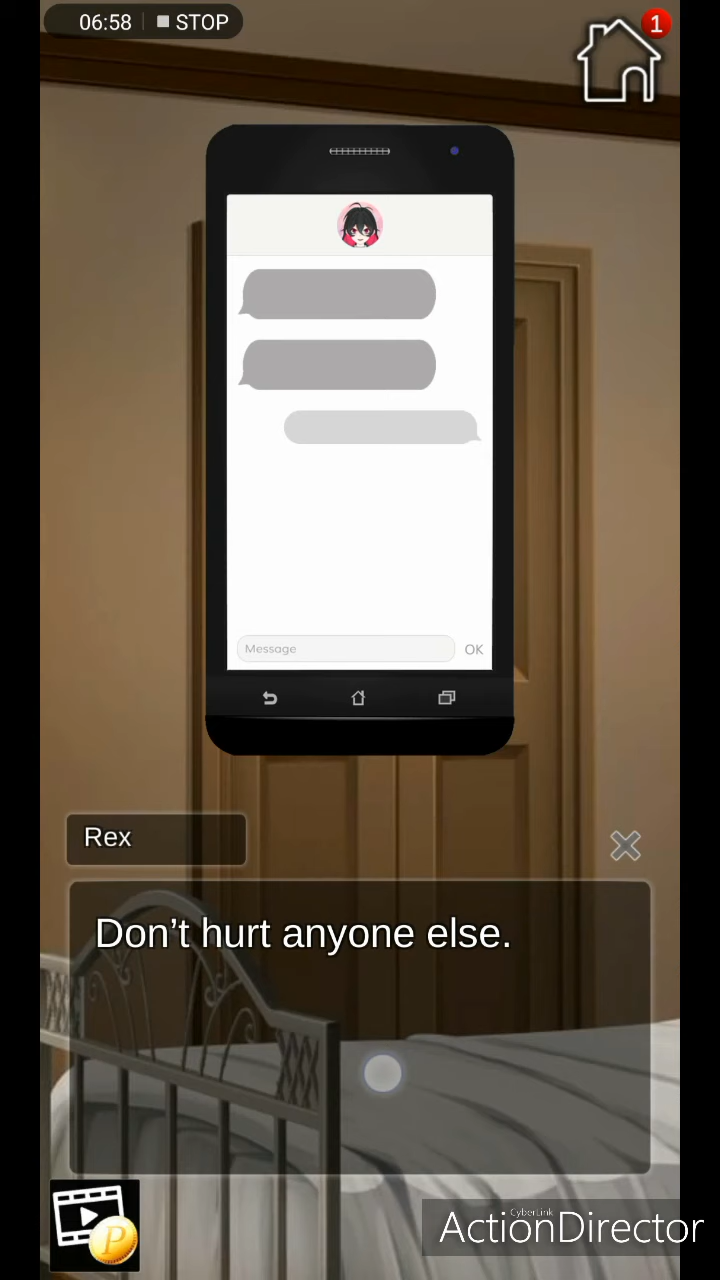 06:58 STOP
1
Message OK
Rex
Don't hurt anyone else.
P
CyberLink
ActionDirector